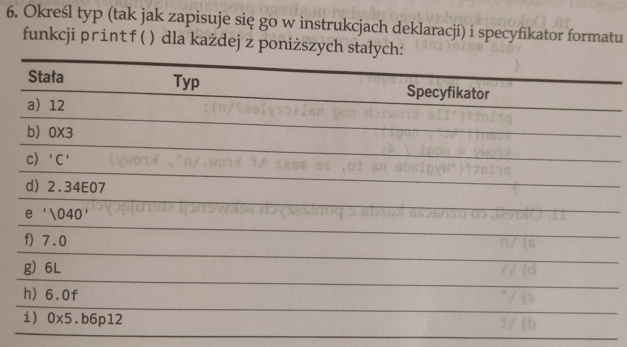 6. Określ typ (tak jak zapisuje się go w instrukcjach deklaracji) i specyfikator formatu
funkcji printf() dla każdej z poniższych stałych:
Stała Typ Specyfikator
a) 12
b) 0X3
c) 'C'
d) 2.34E07
e '\040'
f) 7.0
g) 6L
h) 6.0f
i) 0x5.b6p12